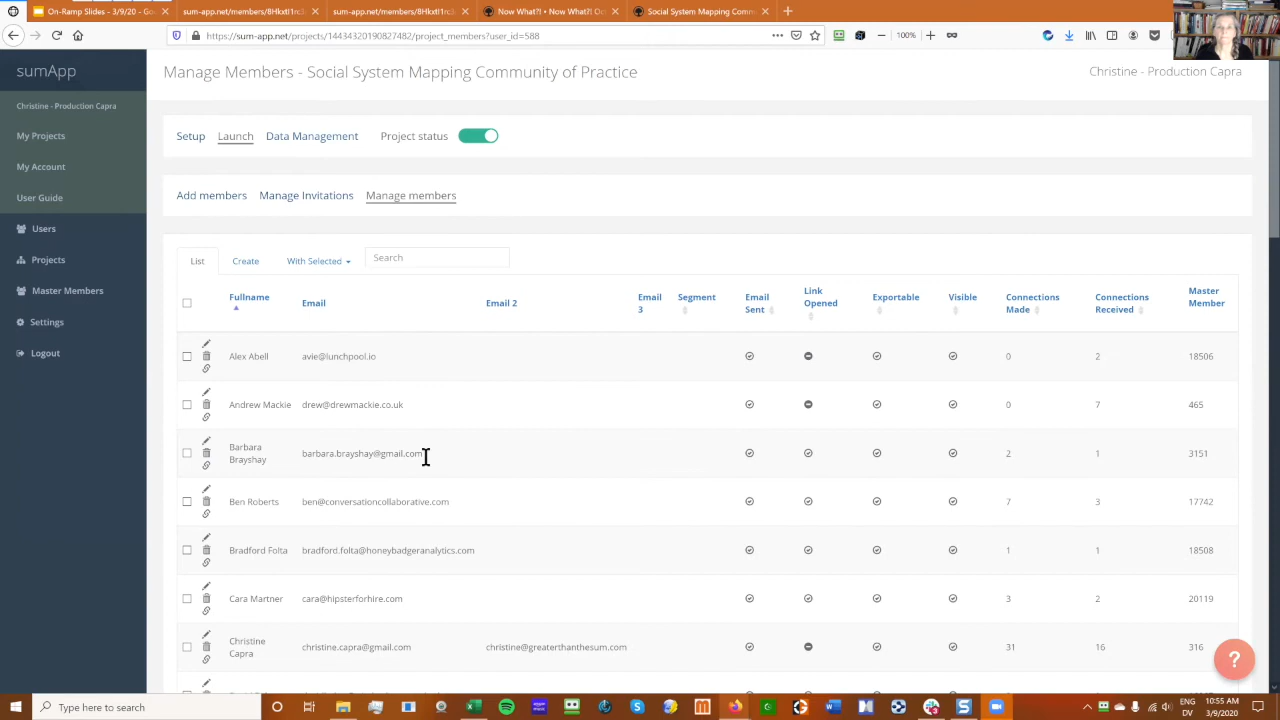 On-Ramp Slides - 3/9/20 - Go
sum-app.net/members/8Hkxtl1rc3i
sum-app.net/members/8Hkxtl1rc3i
Now What?! • Now What?! On
Social System Mapping Comm
https://sum-app.net/projects/14434320190827482/project_members?user_id=588
100%
sumApp
Manage Members - Social System Mapping Community of Practice
Christine - Production Capra
Christine - Production Capra
My Projects
My Account
User Guide
Users
Projects
Master Members
Settings
Logout
Setup Launch Data Management Project status
Add members Manage Invitations Manage members
List Create With Selected Search
Fullname Email Email 2 Email 3 Segment Email Sent Link Opened Exportable Visible Connections Made Connections Received Master Member
Alex Abell avie@lunchpool.io 0 2 18506
Andrew Mackie drew@drewmackie.co.uk 0 7 465
Barbara Brayshay barbara.brayshay@gmail.com 2 1 3151
Ben Roberts ben@conversationcollaborative.com 7 3 17742
Bradford Folta bradford.folta@honeybadgeranalytics.com 1 1 18508
Cara Martner cara@hipsterforhire.com 3 2 20119
Christine Capra christine.capra@gmail.com christine@greaterthanthesum.com 31 16 316
?
Type here to search
ENG
DV
10:55 AM
3/9/2020